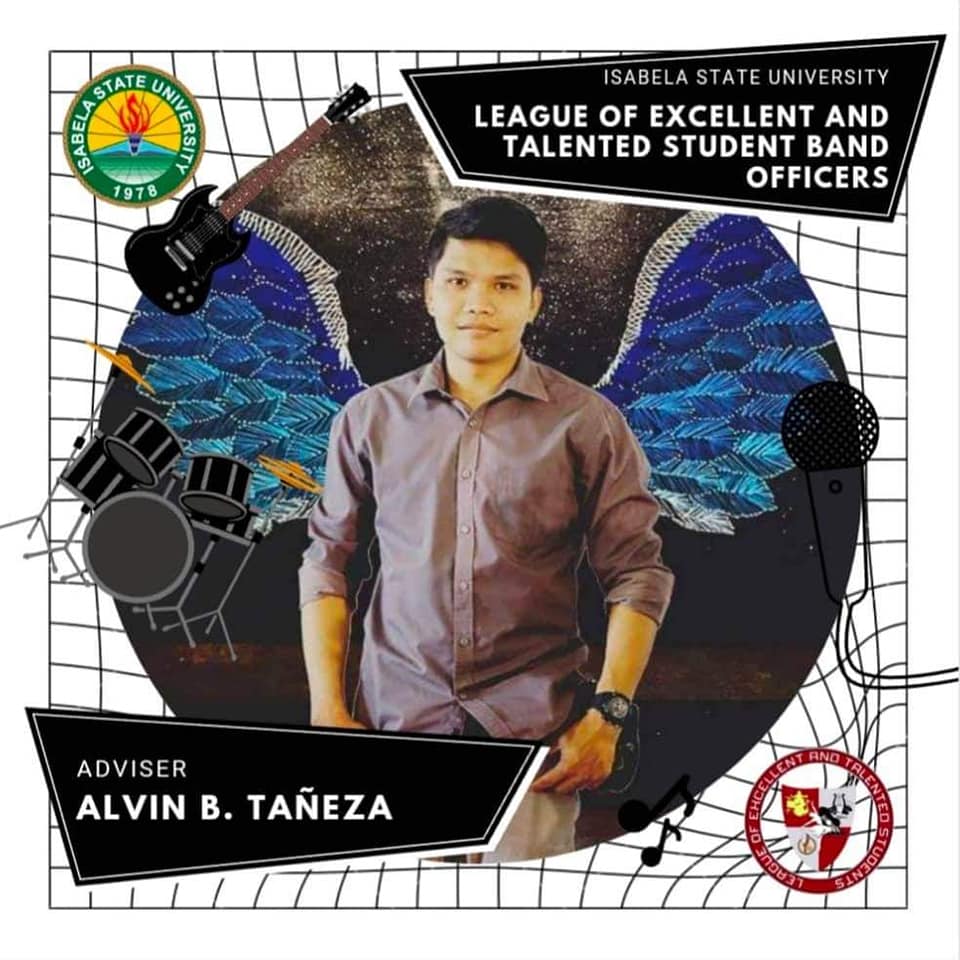 ISABELA STATE UNIVERSITY
1978
ISABELA STATE UNIVERSITY
LEAGUE OF EXCELLENT AND
TALENTED STUDENT BAND
OFFICERS
ADVISER
ALVIN B. TAÑEZA
LEAGUE OF EXCELLENT AND TALENTED STUDENTS